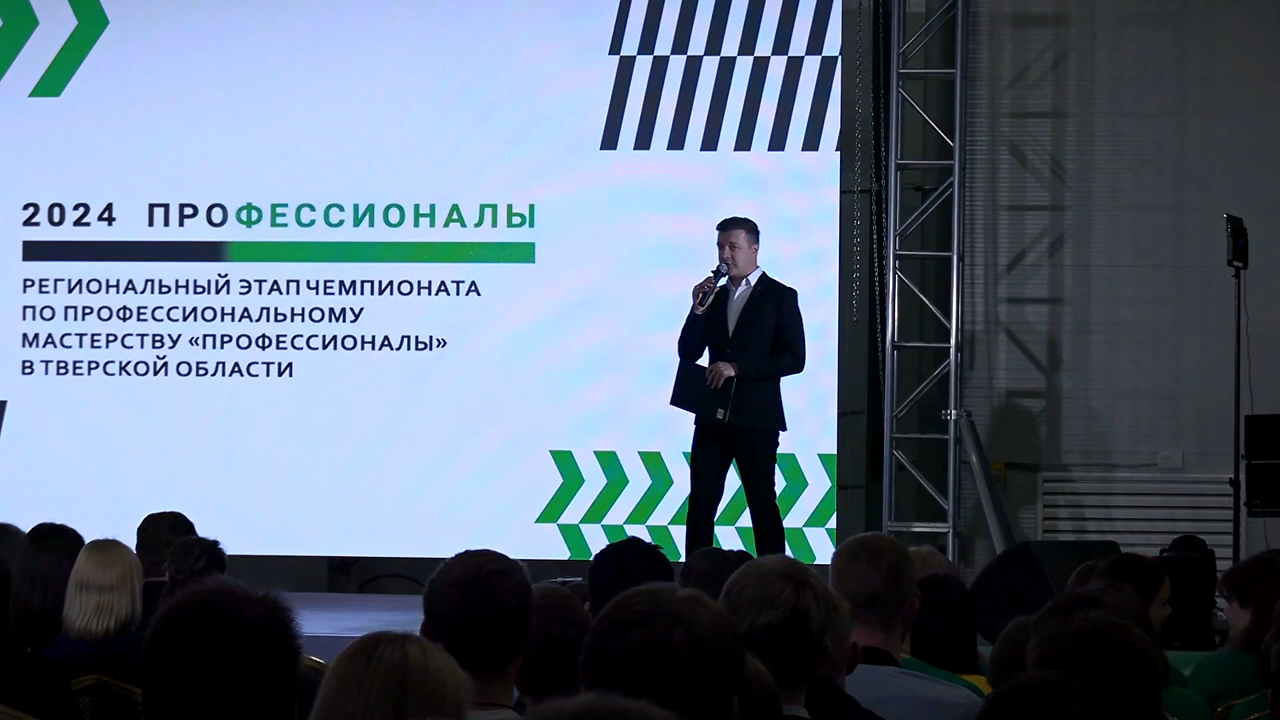 2024 ПРОФЕССИОНАЛЫ
РЕГИОНАЛЬНЫЙ ЭТАП ЧЕМПИОНАТА
ПО ПРОФЕССИОНАЛЬНОМУ
МАСТЕРСТВУ «ПРОФЕССИОНАЛЫ»
В ТВЕРСКОЙ ОБЛАСТИ